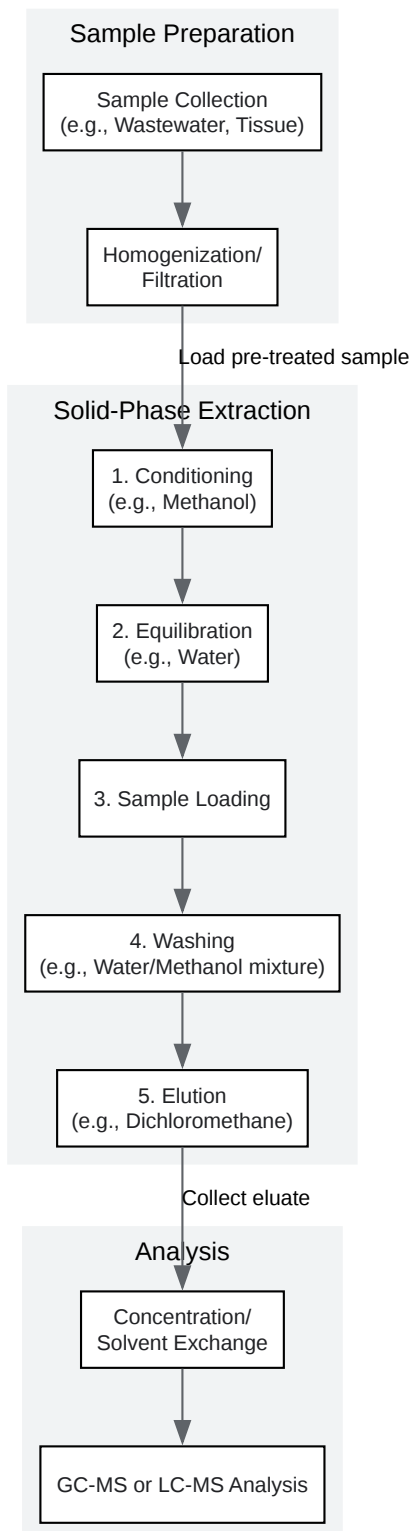 Sample Preparation
Sample Collection
(e.g., Wastewater, Tissue)
Homogenization/
Filtration
Load pre-treated sample
Solid-Phase Extraction
1. Conditioning
(e.g., Methanol)
2. Equilibration
(e.g., Water)
3. Sample Loading
4. Washing
(e.g., Water/Methanol mixture)
5. Elution
(e.g., Dichloromethane)
Collect eluate
Analysis
Concentration/
Solvent Exchange
GC-MS or LC-MS Analysis